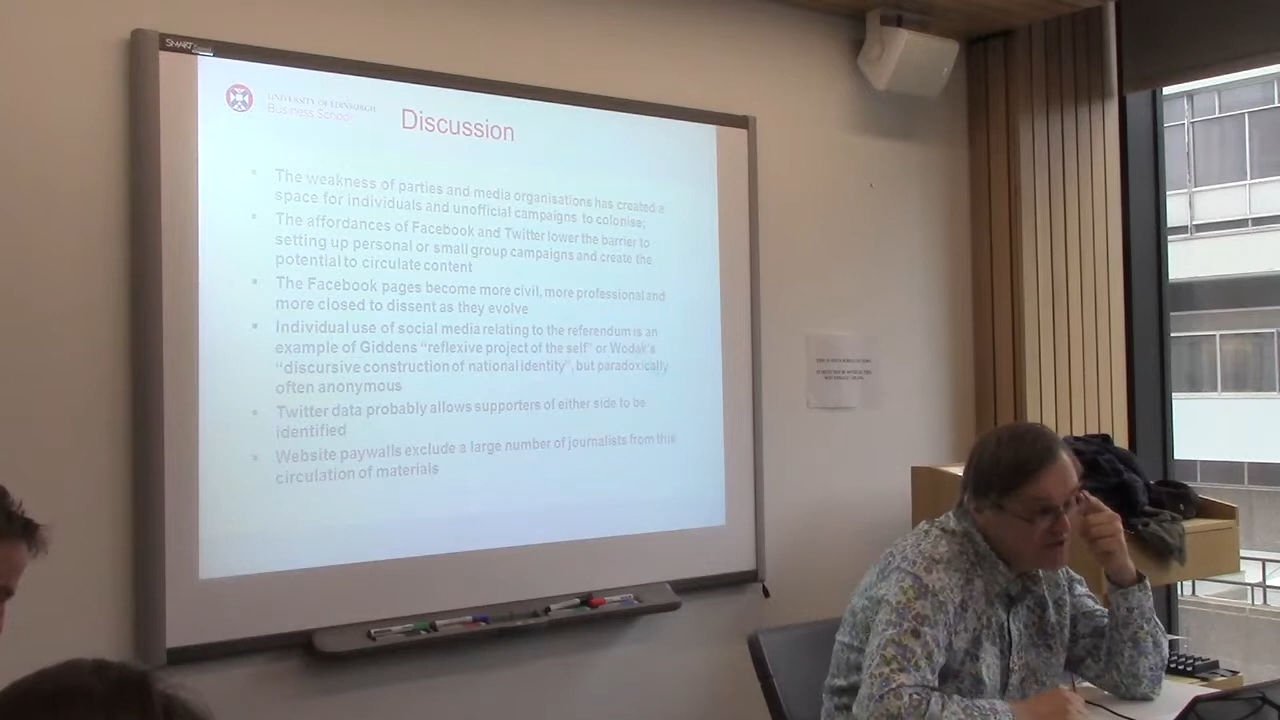 SMART
UNIVERSITY OF EDINBURGH
Business School
Discussion
The weakness of parties and media organisations has created a
space for individuals and unofficial campaigns to colonise;
The affordances of Facebook and Twitter lower the barrier to
setting up personal or small group campaigns and create the
potential to circulate content
The Facebook pages become more civil, more professional and
more closed to dissent as they evolve
Individual use of social media relating to the referendum is an
example of Giddens “reflexive project of the self” or Wodak's
“discursive construction of national identity”, but paradoxically
often anonymous
Twitter data probably allows supporters of either side to be
identified
Website paywalls exclude a large number of journalists from this
circulation of materials